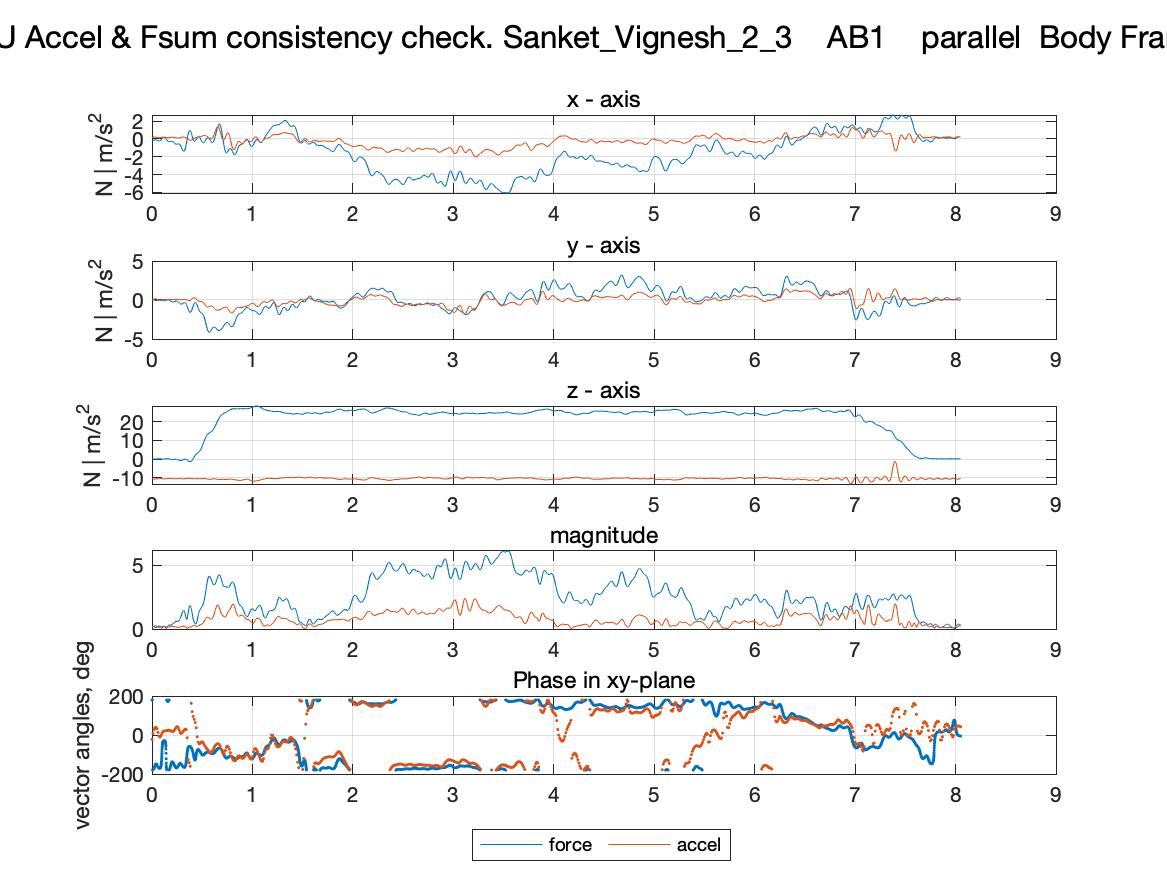 U Accel & Fsum consistency check. Sanket_Vignesh_2_3 AB1 parallel Body Fra
x - axis
N | m/s²
2
0
-2
-4
-6
0 1 2 3 4 5 6 7 8 9
y - axis
N | m/s²
5
0
-5
0 1 2 3 4 5 6 7 8 9
z - axis
N | m/s²
20
10
0
-10
0 1 2 3 4 5 6 7 8 9
magnitude
5
0
0 1 2 3 4 5 6 7 8 9
Phase in xy-plane
vector angles, deg
200
0
-200
0 1 2 3 4 5 6 7 8 9
force accel